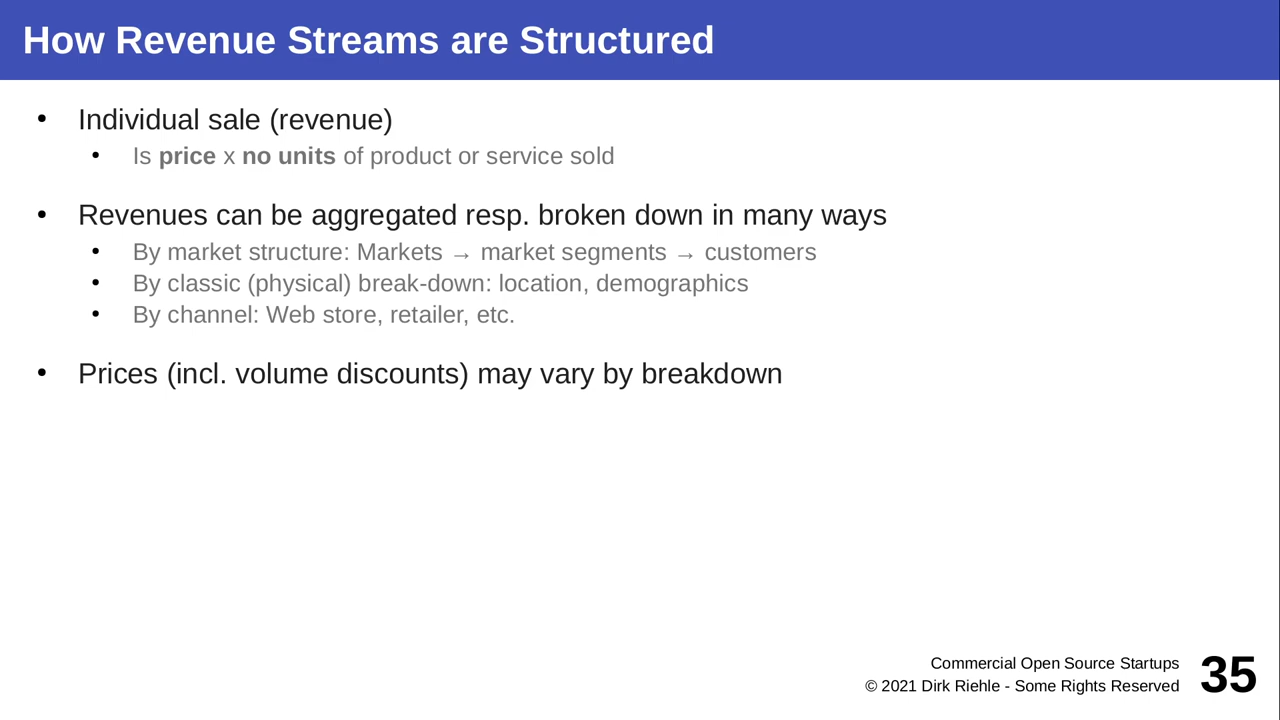 How Revenue Streams are Structured
• Individual sale (revenue)
• Is price x no units of product or service sold
• Revenues can be aggregated resp. broken down in many ways
• By market structure: Markets → market segments → customers
• By classic (physical) break-down: location, demographics
• By channel: Web store, retailer, etc.
• Prices (incl. volume discounts) may vary by breakdown
Commercial Open Source Startups
© 2021 Dirk Riehle - Some Rights Reserved
35